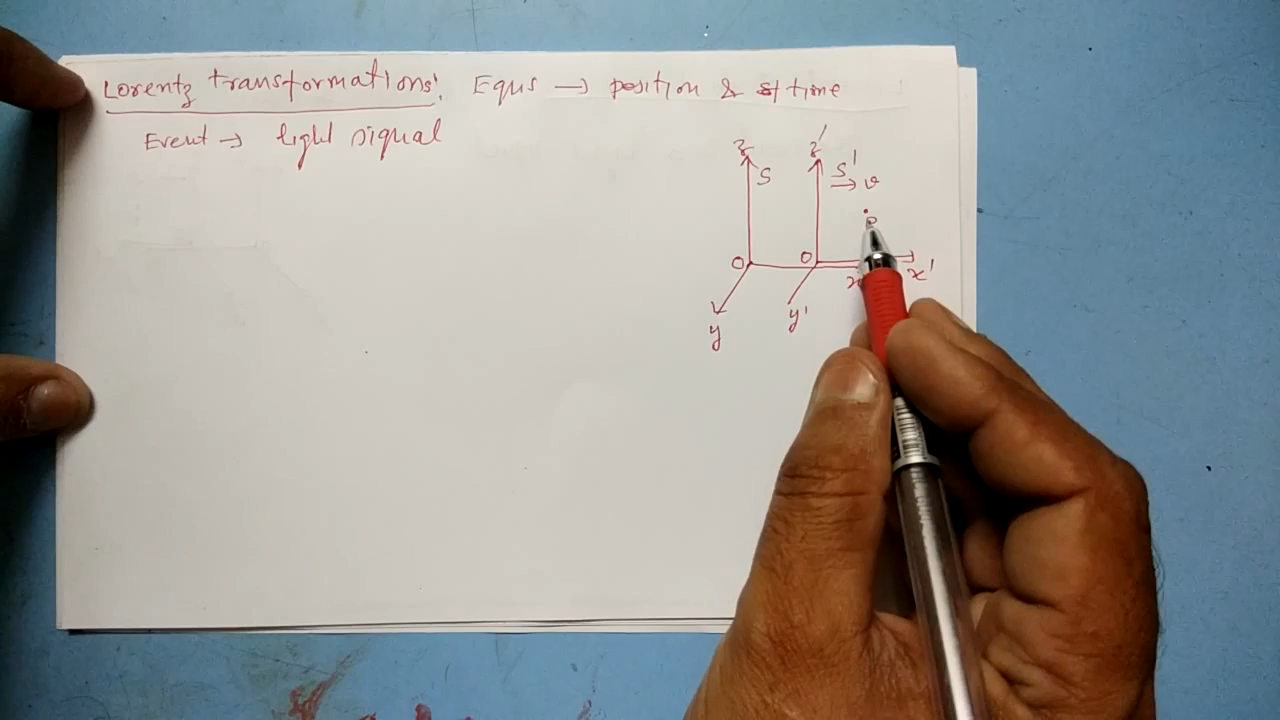 Lorentz transformations: Equs → position & time
Event → light signal
z z'
S S'
→ v
P
O O
x x'
y y'